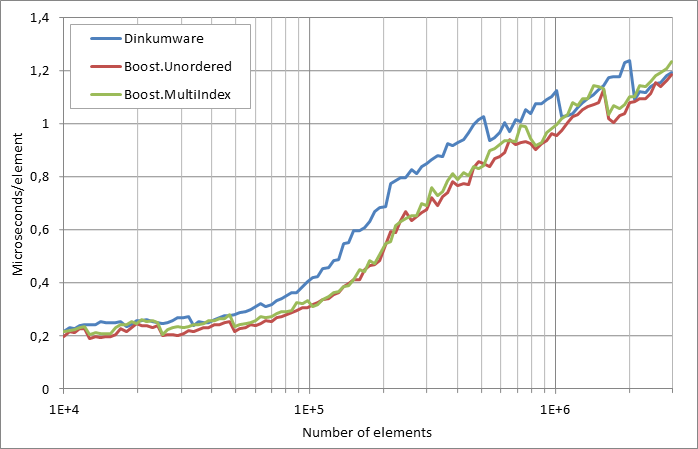 1,4
Dinkumware
Boost.Unordered
Boost.MultiIndex
1,2
1
0,8
0,6
0,4
0,2
0
Microseconds/element
1E+4 1E+5 1E+6
Number of elements